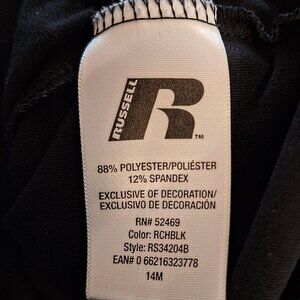 RUSSELL
R
TM
88% POLYESTER/POLIÉSTER
12% SPANDEX
EXCLUSIVE OF DECORATION/
EXCLUSIVO DE DECORACIÓN
RN# 52469
Color: RCHBLK
Style: RS34204B
EAN# 0 66216323778
14M